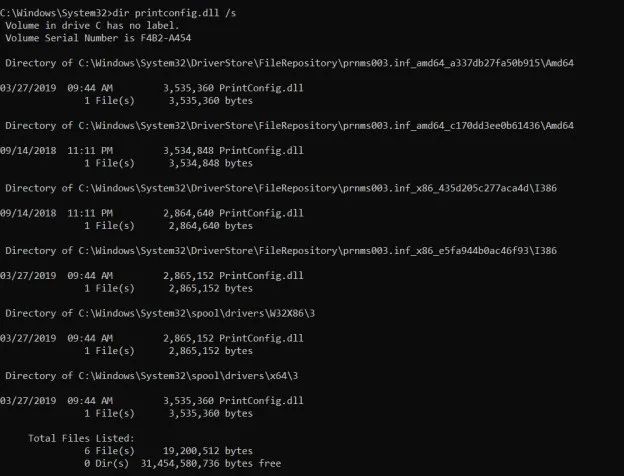 C:\Windows\System32>dir printconfig.dll /s
Volume in drive C has no label.
Volume Serial Number is F4B2-A454
Directory of C:\Windows\System32\DriverStore\FileRepository\prnms003.inf_amd64_a337db27fa50b915\Amd64
03/27/2019 09:44 AM 3,535,360 PrintConfig.dll
1 File(s) 3,535,360 bytes
Directory of C:\Windows\System32\DriverStore\FileRepository\prnms003.inf_amd64_c170dd3ee0b61436\Amd64
09/14/2018 11:11 PM 3,534,848 PrintConfig.dll
1 File(s) 3,534,848 bytes
Directory of C:\Windows\System32\DriverStore\FileRepository\prnms003.inf_x86_435d205c277aca4d\I386
09/14/2018 11:11 PM 2,864,640 PrintConfig.dll
1 File(s) 2,864,640 bytes
Directory of C:\Windows\System32\DriverStore\FileRepository\prnms003.inf_x86_e5fa944b0ac46f93\I386
03/27/2019 09:44 AM 2,865,152 PrintConfig.dll
1 File(s) 2,865,152 bytes
Directory of C:\Windows\System32\spool\drivers\W32X86\3
03/27/2019 09:44 AM 2,865,152 PrintConfig.dll
1 File(s) 2,865,152 bytes
Directory of C:\Windows\System32\spool\drivers\x64\3
03/27/2019 09:44 AM 3,535,360 PrintConfig.dll
1 File(s) 3,535,360 bytes
Total Files Listed:
6 File(s) 19,200,512 bytes
0 Dir(s) 31,454,580,736 bytes free